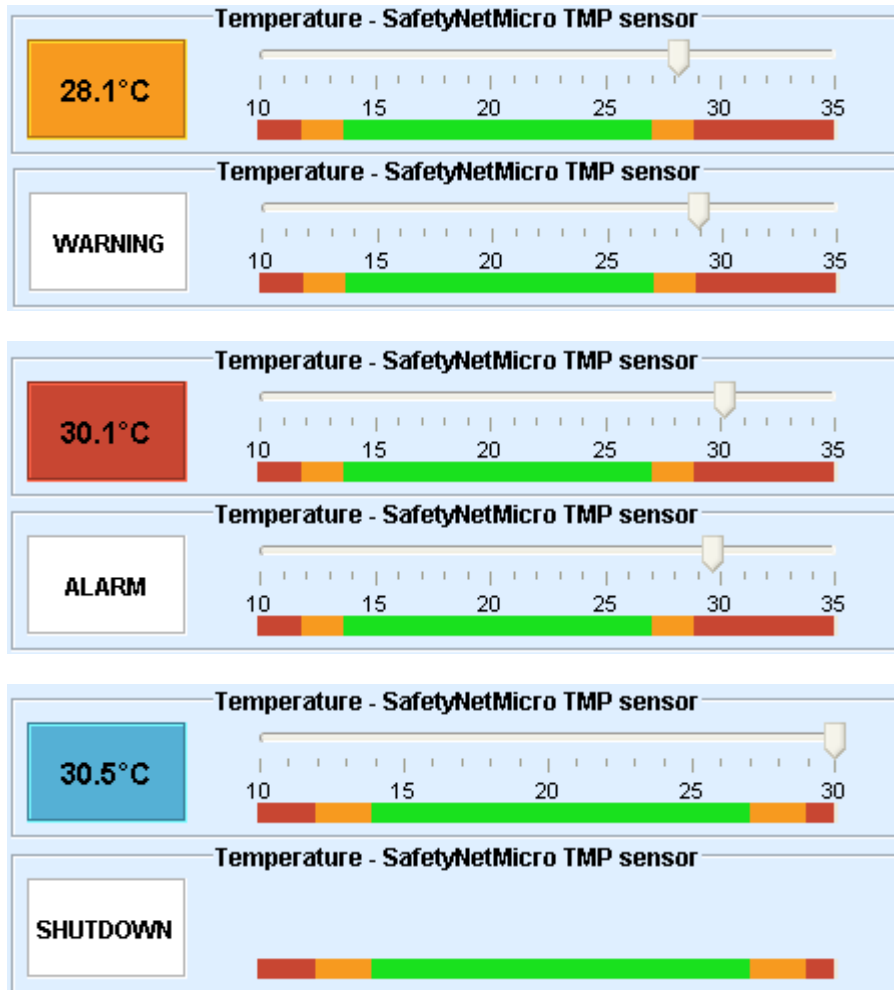 Temperature - SafetyNetMicro TMP sensor
28.1°C
10 15 20 25 30 35
Temperature - SafetyNetMicro TMP sensor
WARNING
10 15 20 25 30 35
Temperature - SafetyNetMicro TMP sensor
30.1°C
10 15 20 25 30 35
Temperature - SafetyNetMicro TMP sensor
ALARM
10 15 20 25 30 35
Temperature - SafetyNetMicro TMP sensor
30.5°C
10 15 20 25 30
Temperature - SafetyNetMicro TMP sensor
SHUTDOWN